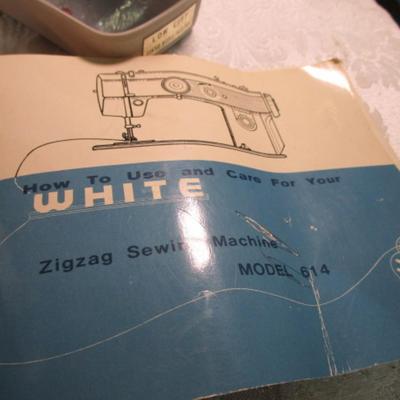 How To Use and Care For Your
WHITE
Zigzag Sewing Machine
MODEL 614